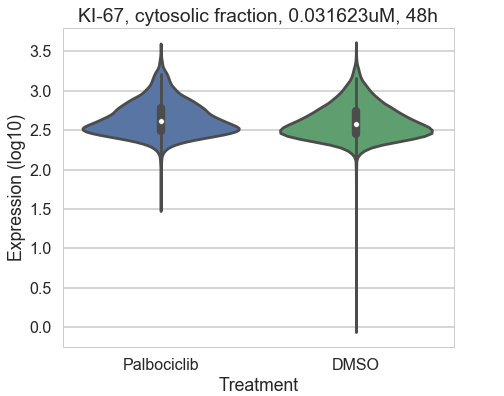 KI-67, cytosolic fraction, 0.031623uM, 48h
Expression (log10)
3.5
3.0
2.5
2.0
1.5
1.0
0.5
0.0
Palbociclib DMSO
Treatment